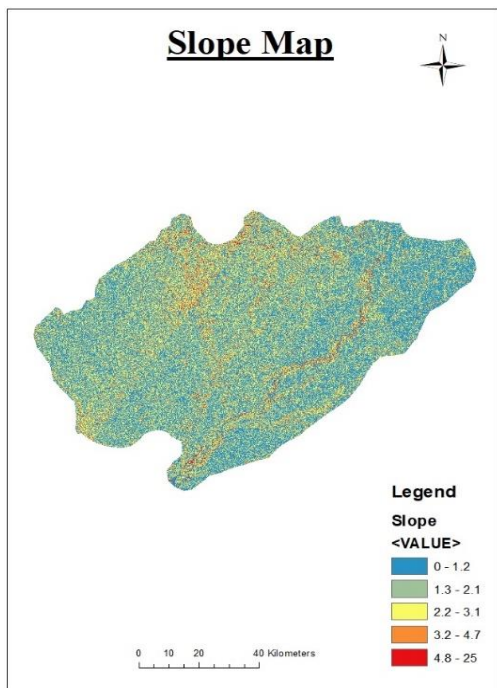 Slope Map
N
Legend
Slope
<VALUE>
0 - 1.2
1.3 - 2.1
2.2 - 3.1
3.2 - 4.7
4.8 - 25
0 10 20 40 Kilometers